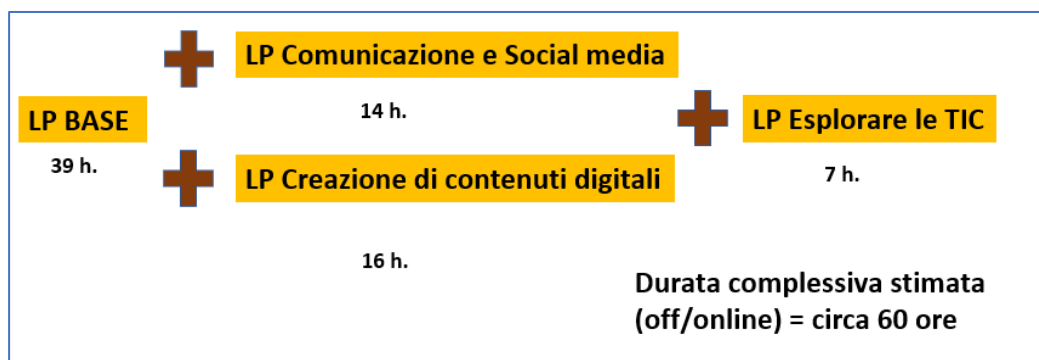 LP Comunicazione e Social media
14 h.
LP BASE
39 h.
LP Esplorare le TIC
7 h.
LP Creazione di contenuti digitali
16 h.
Durata complessiva stimata
(off/online) = circa 60 ore